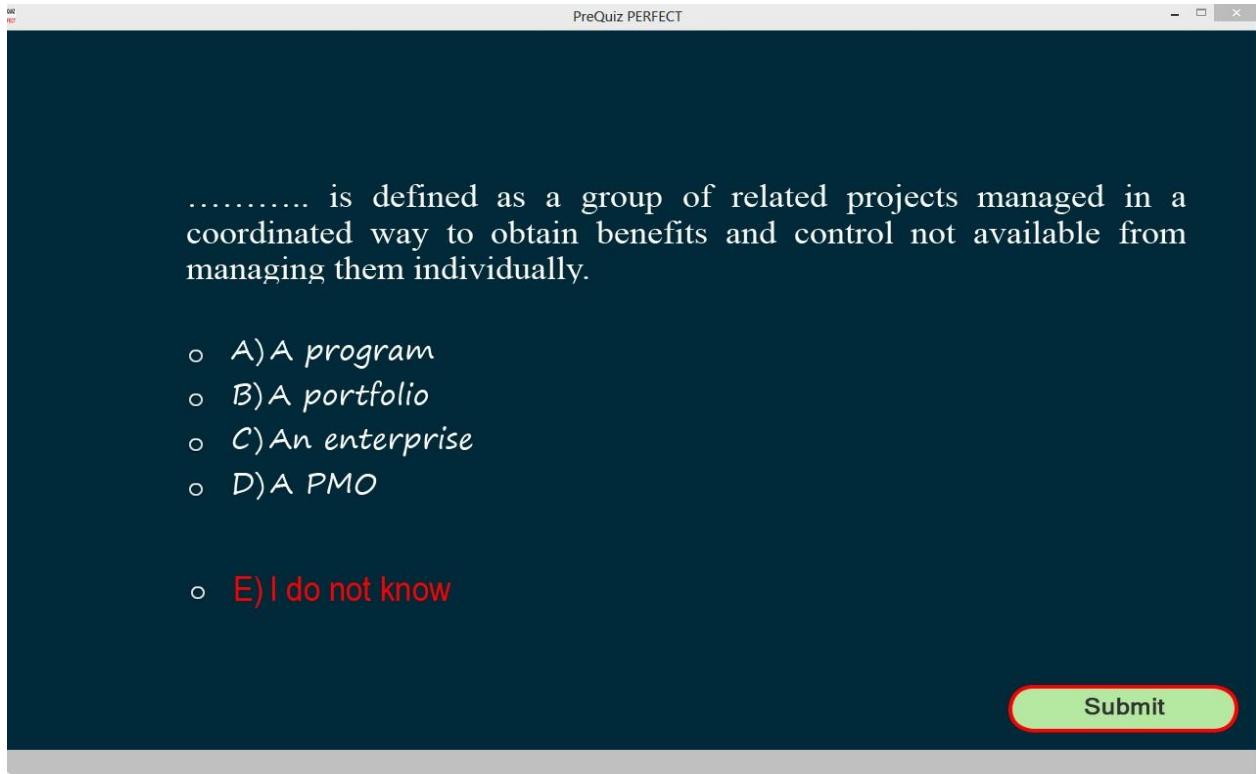 PreQuiz PERFECT
……….. is defined as a group of related projects managed in a
coordinated way to obtain benefits and control not available from
managing them individually.
A) A program
B) A portfolio
C) An enterprise
D) A PMO
E) I do not know
Submit